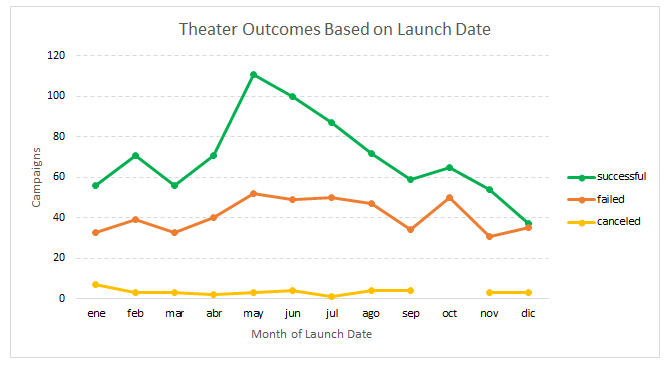 Theater Outcomes Based on Launch Date
120
100
80
60
40
20
0
Campaigns
ene feb mar abr may jun jul ago sep oct nov dic
Month of Launch Date
successful
failed
canceled